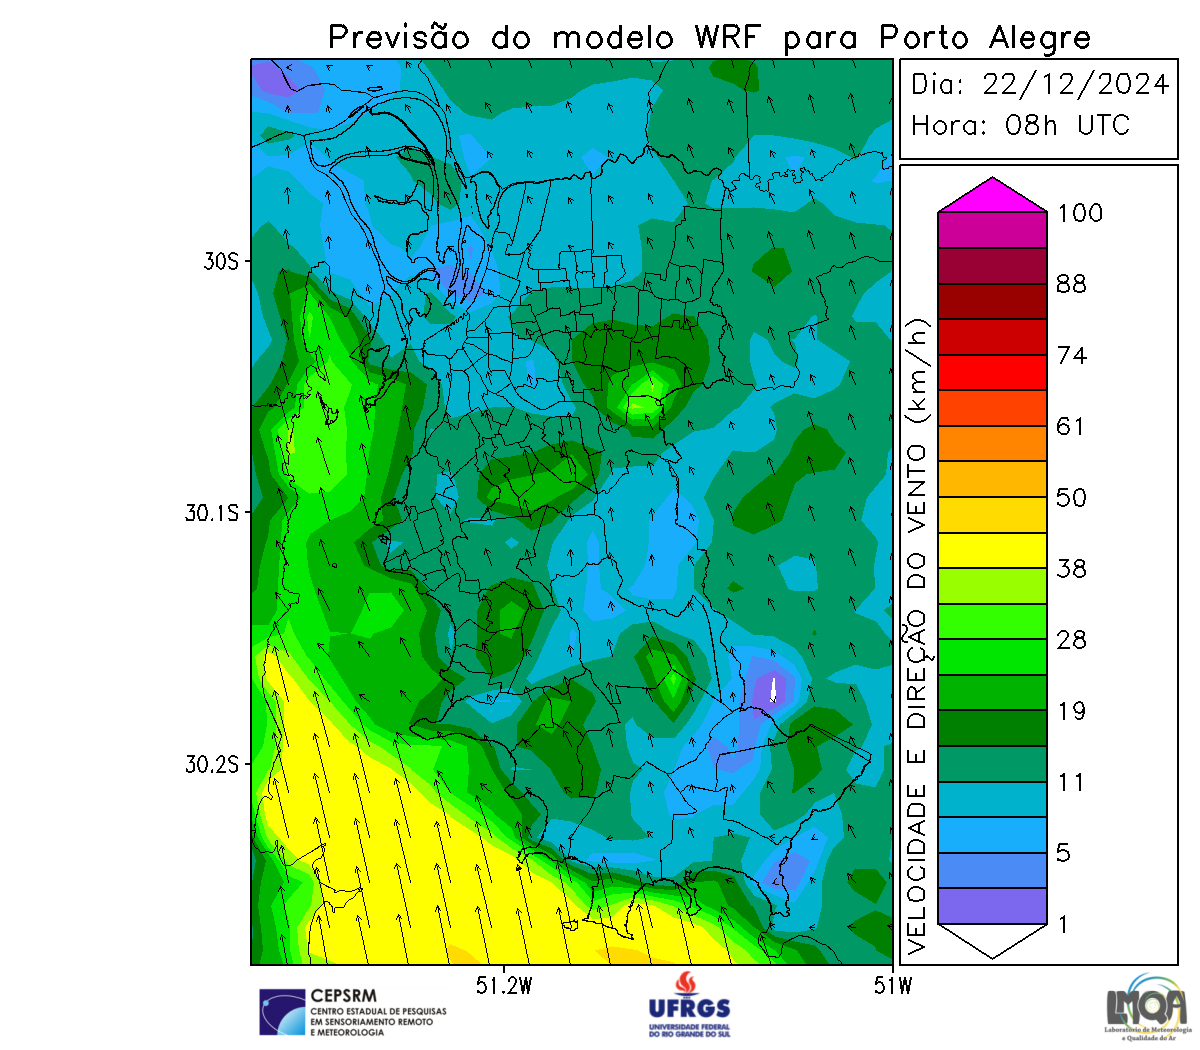 Previsão do modelo WRF para Porto Alegre
Dia: 22/12/2024
Hora: 08h UTC
30S
30.1S
30.2S
51.2W
51W
VELOCIDADE E DIREÇÃO DO VENTO (km/h)
100
88
74
61
50
38
28
19
11
5
1
CEPSRM
CENTRO ESTADUAL DE PESQUISAS
EM SENSORIAMENTO REMOTO
E METEOROLOGIA
UFRGS
UNIVERSIDADE FEDERAL
DO RIO GRANDE DO SUL
LMQA
Laboratório de Meteorologia
e Qualidade do Ar